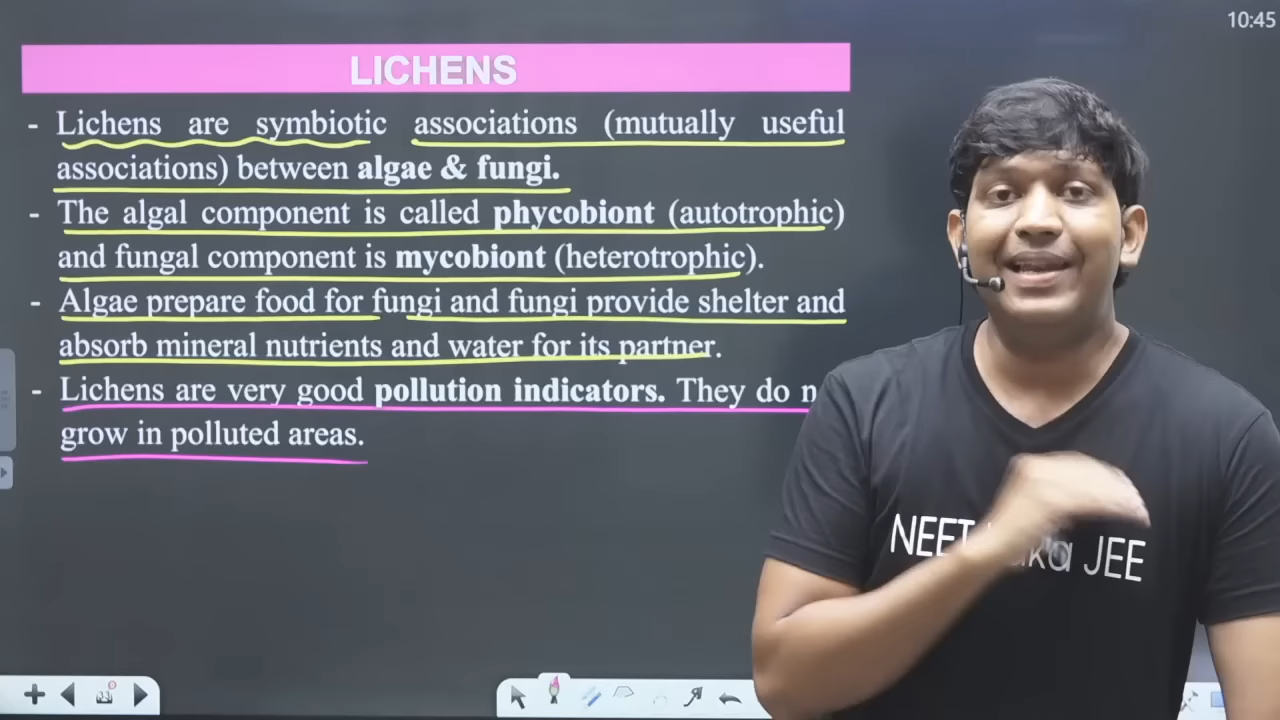 10:45
LICHENS
- Lichens are symbiotic associations (mutually useful
associations) between algae & fungi.
- The algal component is called phycobiont (autotrophic)
and fungal component is mycobiont (heterotrophic).
- Algae prepare food for fungi and fungi provide shelter and
absorb mineral nutrients and water for its partner.
- Lichens are very good pollution indicators. They do
grow in polluted areas.
NEET JEE